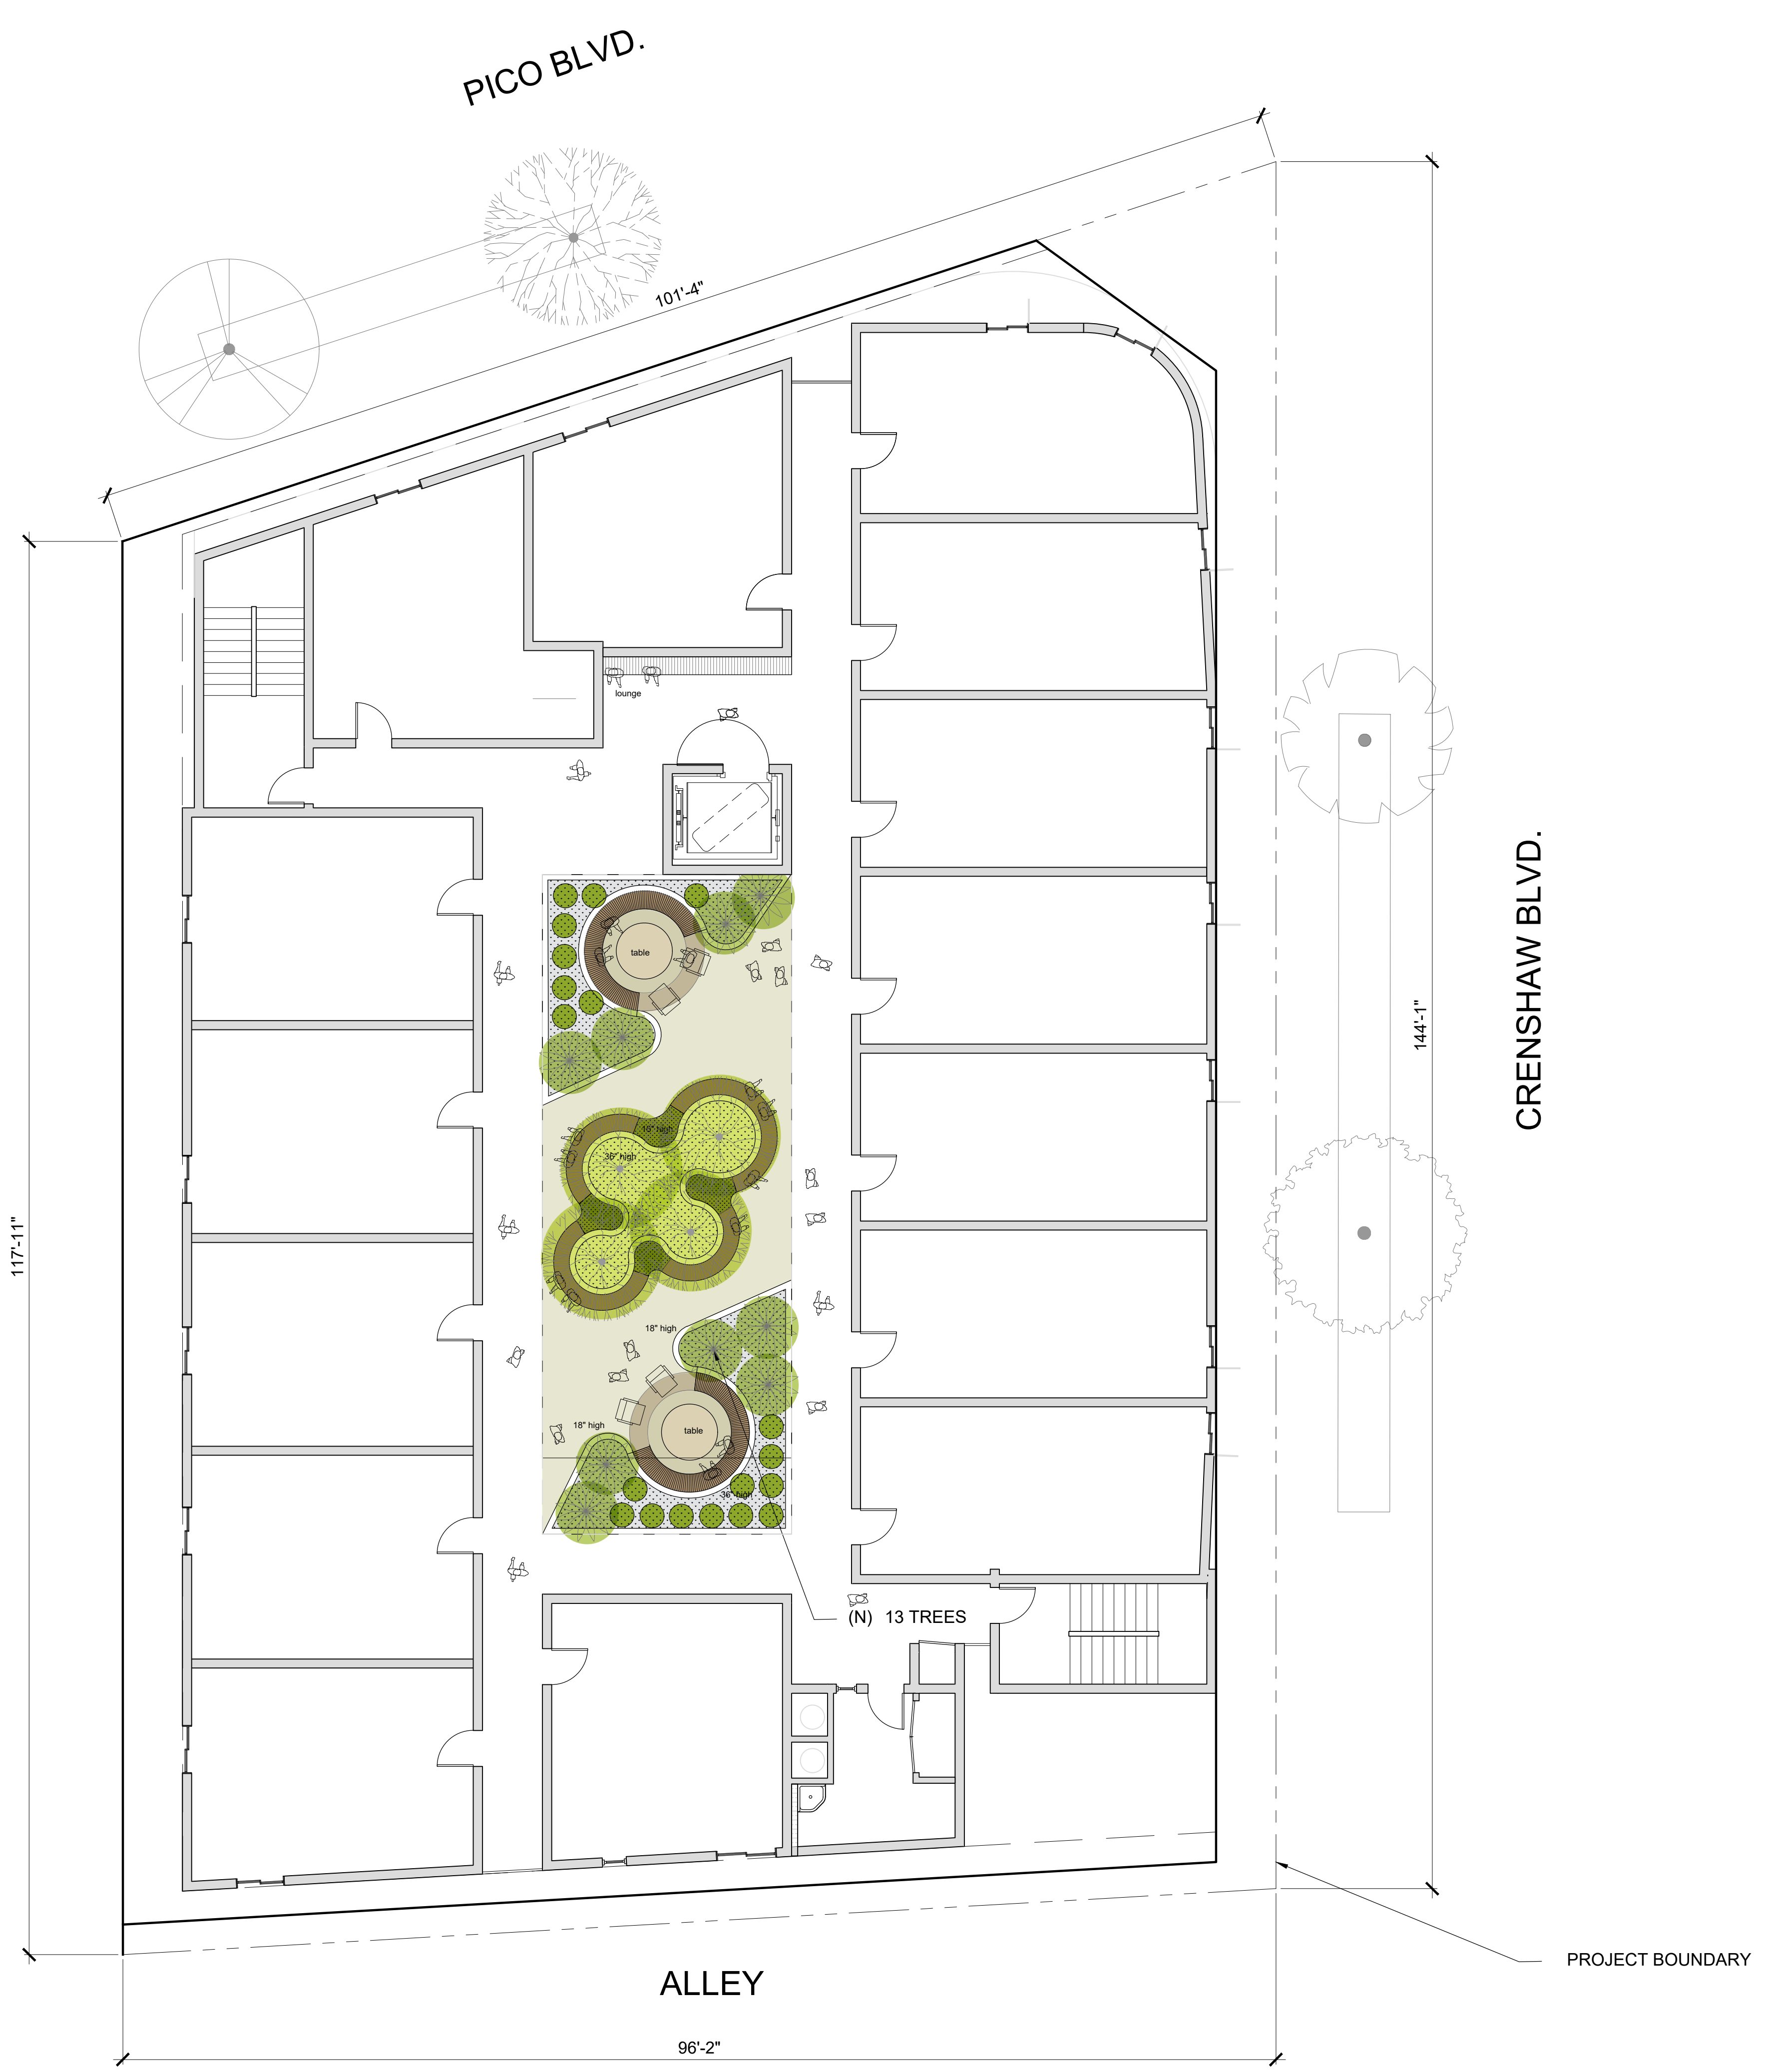 PICO BLVD.
101'-4"
lounge
table
CRENSHAW BLVD.
144'-1"
18" high
36" high
117'-11"
18" high
18" high
table
36" high
(N) 13 TREES
PROJECT BOUNDARY
ALLEY
96'-2"